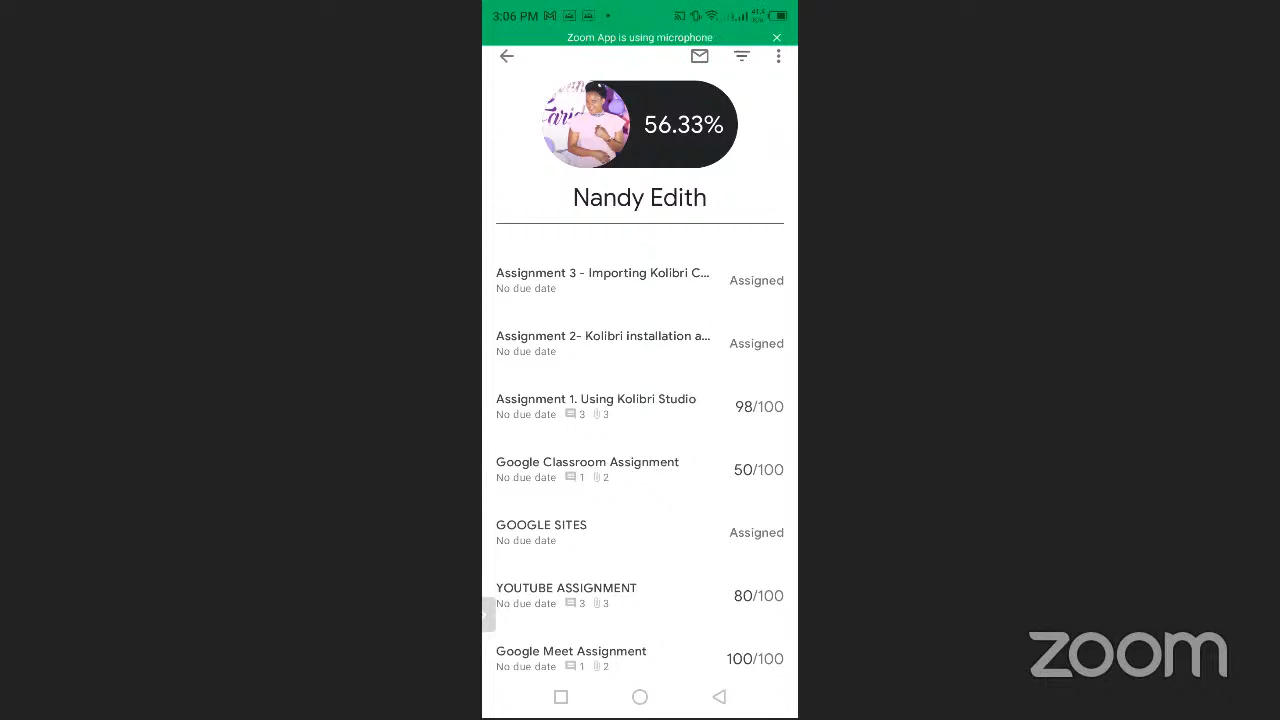 3:06 PM
Zoom App is using microphone
56.33%
Nandy Edith
Assignment 3 - Importing Kolibri C...
No due date
Assigned
Assignment 2- Kolibri installation a...
No due date
Assigned
Assignment 1. Using Kolibri Studio
No due date 3 3
98/100
Google Classroom Assignment
No due date 1 2
50/100
GOOGLE SITES
No due date
Assigned
YOUTUBE ASSIGNMENT
No due date 3 3
80/100
Google Meet Assignment
No due date 1 2
100/100
zoom